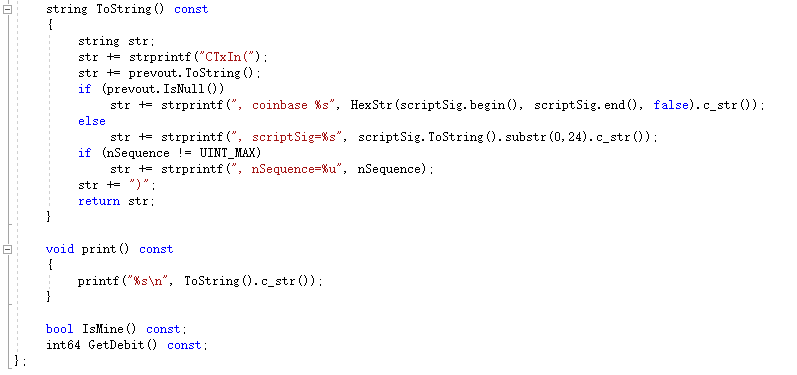 string ToString() const
{
    string str;
    str += strprintf("CTxIn(");
    str += prevout.ToString();
    if (prevout.IsNull())
        str += strprintf(", coinbase %s", HexStr(scriptSig.begin(), scriptSig.end(), false).c_str());
    else
        str += strprintf(", scriptSig=%s", scriptSig.ToString().substr(0,24).c_str());
    if (nSequence != UINT_MAX)
        str += strprintf(", nSequence=%u", nSequence);
    str += ")";
    return str;
}

void print() const
{
    printf("%s\n", ToString().c_str());
}

bool IsMine() const;
int64 GetDebit() const;
};